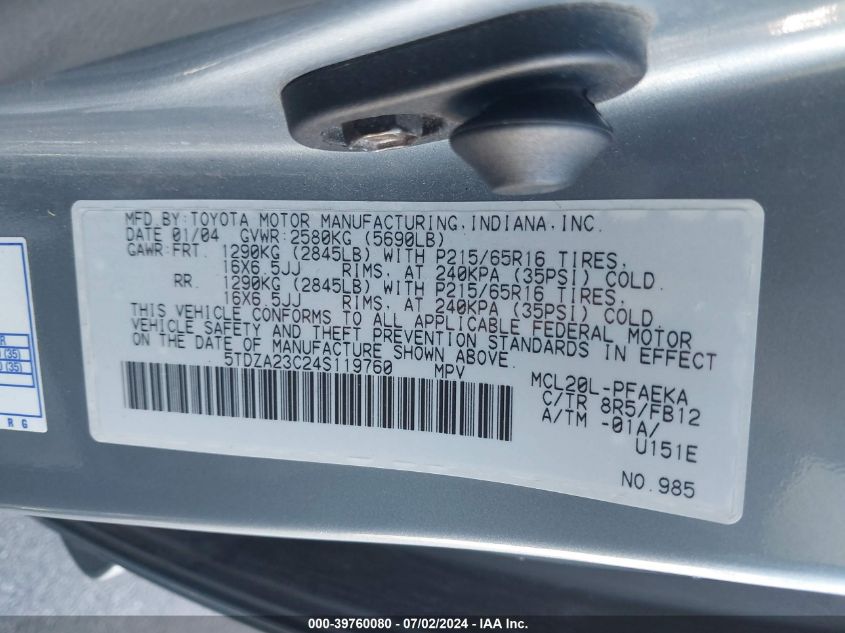 MFD BY:TOYOTA MOTOR MANUFACTURING,INDIANA,INC.
DATE 01/04 GVWR:2580KG (5690LB)
GAWR:FRT. 1290KG (2845LB) WITH P215/65R16 TIRES,
16X6.5JJ RIMS, AT 240KPA (35PSI) COLD.
RR. 1290KG (2845LB) WITH P215/65R16 TIRES,
16X6.5JJ RIMS, AT 240KPA (35PSI) COLD.
THIS VEHICLE CONFORMS TO ALL APPLICABLE FEDERAL MOTOR
VEHICLE SAFETY AND THEFT PREVENTION STANDARDS IN EFFECT
ON THE DATE OF MANUFACTURE SHOWN ABOVE.
5TDZA23C24S119760 MPV
MCL20L-PFAEKA
C/TR 8R5/FB12
A/TM -01A/
U151E
NO.985
R
(35)
(35)
R G
000-39760080 - 07/02/2024 - IAA Inc.